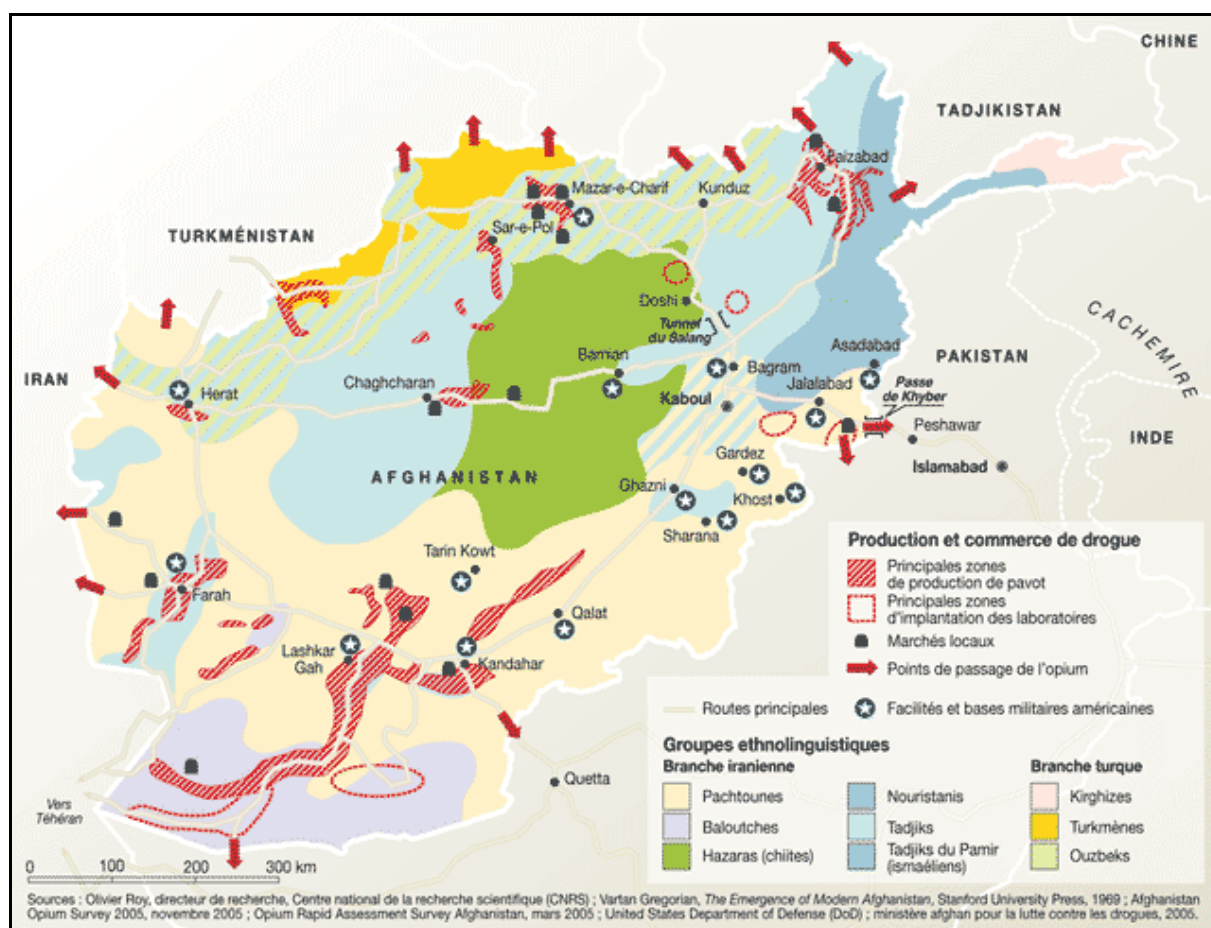 CHINE
TADJIKISTAN
Faizabad
Mazar-e-Charif
Kunduz
Sar-e-Pol
TURKMÉNISTAN
Doshi
Tunnel
du Salang
Asadabad
CACHEMIRE
Bamian
Bagram
PAKISTAN
IRAN
Chaghcharan
Jalalabad
Passe
de Khyber
Herat
Kaboul
Peshawar
INDE
Islamabad
AFGHANISTAN
Gardez
Ghazni
Khost
Sharana
Tarin Kowt
Farah
Qalat
Lashkar
Gah
Kandahar
Quetta
Vers
Téhéran
0 100 200 300 km
Production et commerce de drogue
Principales zones
de production de pavot
Principales zones
d'implantation des laboratoires
Marchés locaux
Points de passage de l'opium
Routes principales
Facilités et bases militaires américaines
Groupes ethnolinguistiques
Branche iranienne
Pachtounes
Baloutches
Hazaras (chiites)
Nouristanis
Tadjiks
Tadjiks du Pamir
(ismaéliens)
Branche turque
Kirghizes
Turkmènes
Ouzbeks
Sources : Olivier Roy, directeur de recherche, Centre national de la recherche scientifique (CNRS) ; Vartan Gregorian, The Emergence of Modern Afghanistan, Stanford University Press, 1969 ; Afghanistan
Opium Survey 2005, novembre 2005 ; Opium Rapid Assessment Survey Afghanistan, mars 2005 ; United States Department of Defense (DoD) ; ministère afghan pour la lutte contre les drogues, 2005.